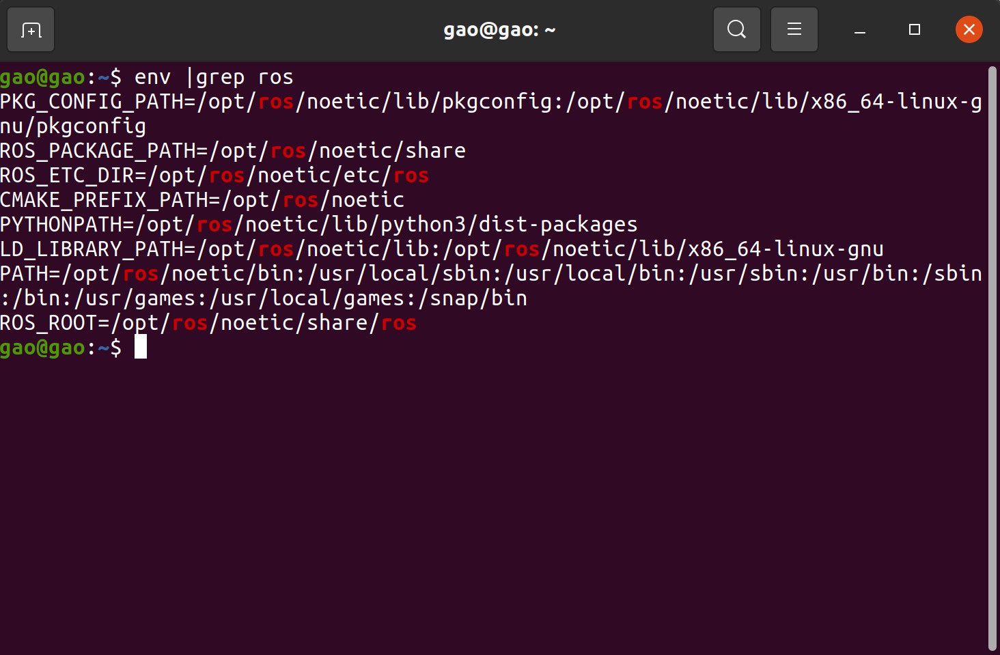 gao@gao: ~
gao@gao:~$ env |grep ros
PKG_CONFIG_PATH=/opt/ros/noetic/lib/pkgconfig:/opt/ros/noetic/lib/x86_64-linux-g
nu/pkgconfig
ROS_PACKAGE_PATH=/opt/ros/noetic/share
ROS_ETC_DIR=/opt/ros/noetic/etc/ros
CMAKE_PREFIX_PATH=/opt/ros/noetic
PYTHONPATH=/opt/ros/noetic/lib/python3/dist-packages
LD_LIBRARY_PATH=/opt/ros/noetic/lib:/opt/ros/noetic/lib/x86_64-linux-gnu
PATH=/opt/ros/noetic/bin:/usr/local/sbin:/usr/local/bin:/usr/sbin:/usr/bin:/sbin
:/bin:/usr/games:/usr/local/games:/snap/bin
ROS_ROOT=/opt/ros/noetic/share/ros
gao@gao:~$